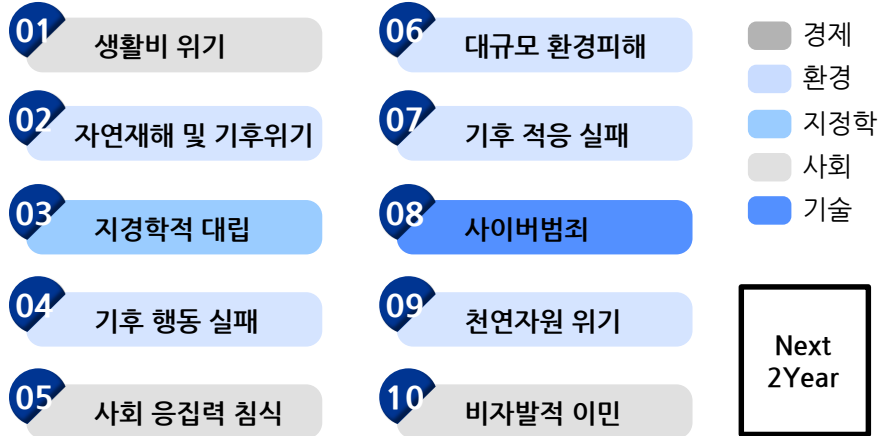 01
생활비 위기
02
자연재해 및 기후위기
03
지경학적 대립
04
기후 행동 실패
05
사회 응집력 침식
06
대규모 환경피해
07
기후 적응 실패
08
사이버범죄
09
천연자원 위기
10
비자발적 이민
경제
환경
지정학
사회
기술
Next
2Year